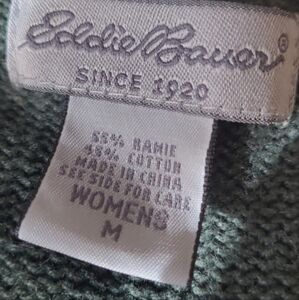 Eddie Bauer®
SINCE 1920
55% RAMIE
45% COTTON
MADE IN CHINA
SEE SIDE FOR CARE
WOMENS
M